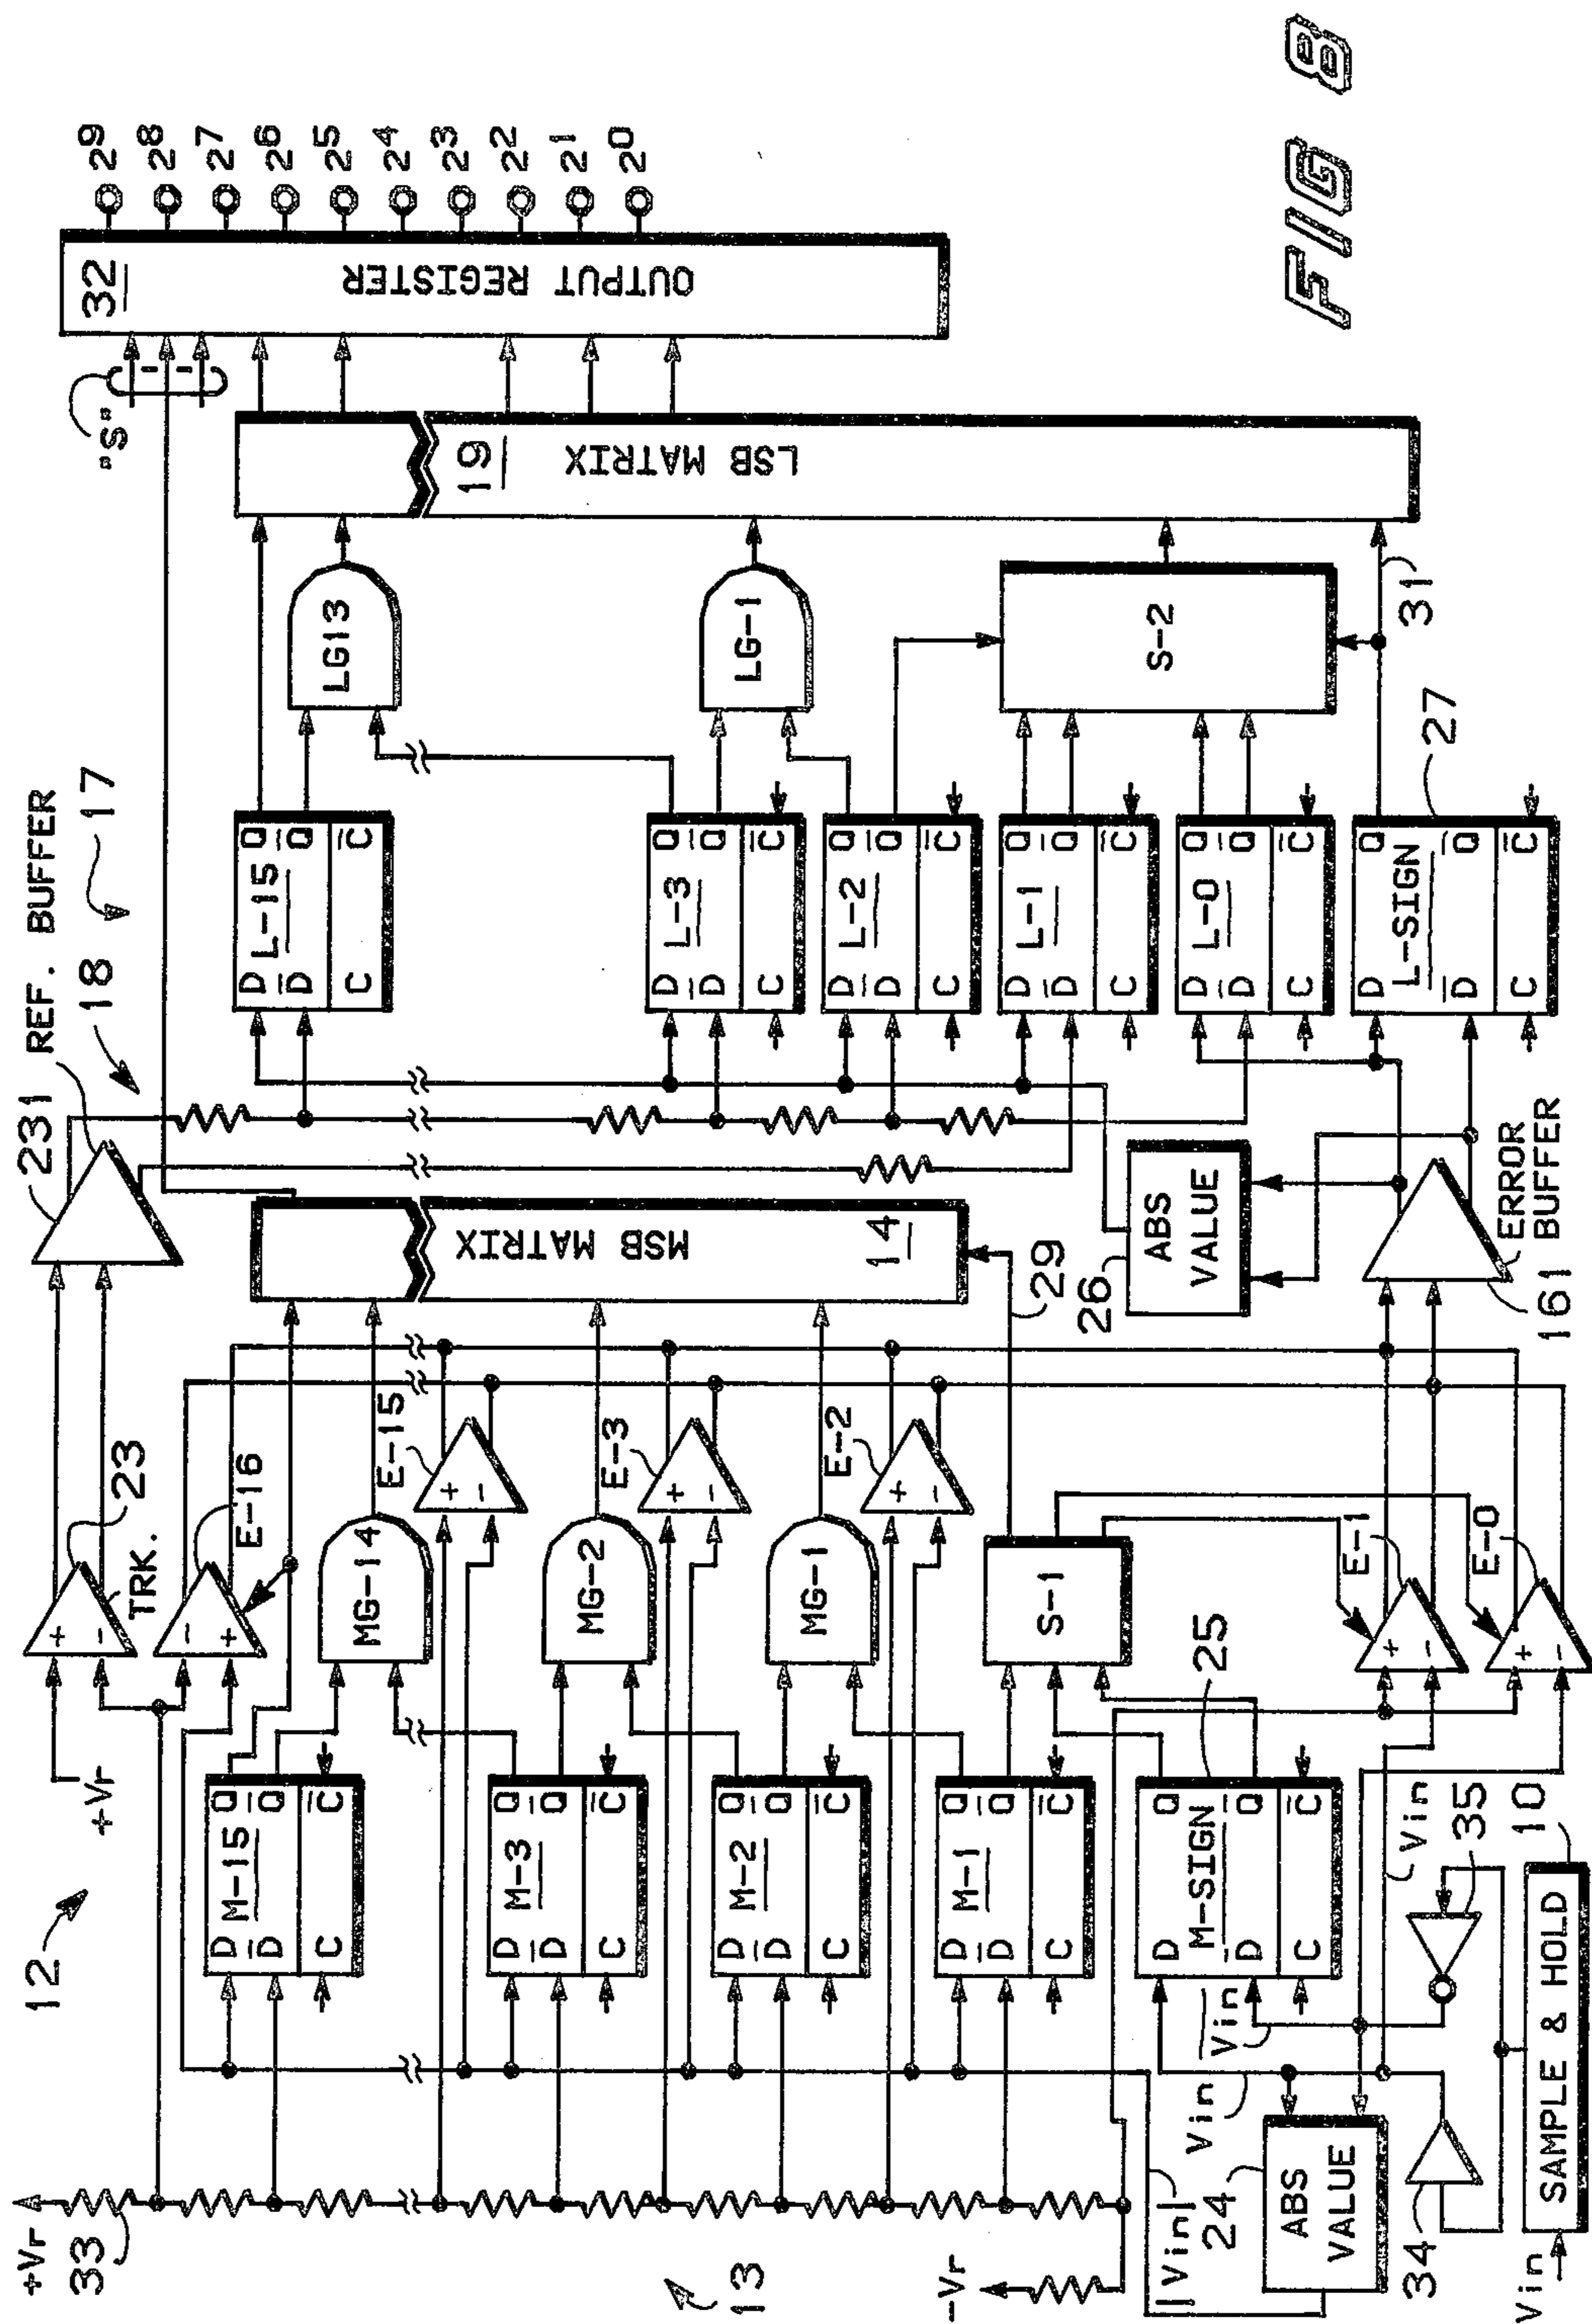 +Vr
33
12
+Vr
+
-
23
TRK.
-
+
E-16
231 REF. BUFFER
18
17
"S"
32
OUTPUT REGISTER
2⁹
2⁸
2⁷
2⁶
2⁵
2⁴
2³
2²
2¹
2⁰
D M-15 Q
D̅ Q̅
C C̅
MG-14
E-15
+
-
D M-3 Q
D̅ Q̅
C C̅
MG-2
E-3
+
-
D M-2 Q
D̅ Q̅
C C̅
MG-1
E-2
+
-
D M-1 Q
D̅ Q̅
C C̅
S-1
29
MSB MATRIX
14
D M-SIGN Q
D̅ Q̅
C C̅
25
E-1
+
-
E-0
+
-
13
-Vr
|Vin|
24
ABS VALUE
Vin
V̅i̅n̅
Vin
34
35
Vin
SAMPLE & HOLD
10
26
ABS VALUE
ERROR BUFFER
161
D L-15 Q
D̅ Q̅
C C̅
LG13
D L-3 Q
D̅ Q̅
C C̅
LG-1
D L-2 Q
D̅ Q̅
C C̅
D L-1 Q
D̅ Q̅
C C̅
D L-0 Q
D̅ Q̅
C C̅
S-2
D L-SIGN Q
D̅ Q̅
C C̅
27
31
19
LSB MATRIX
FIG 8